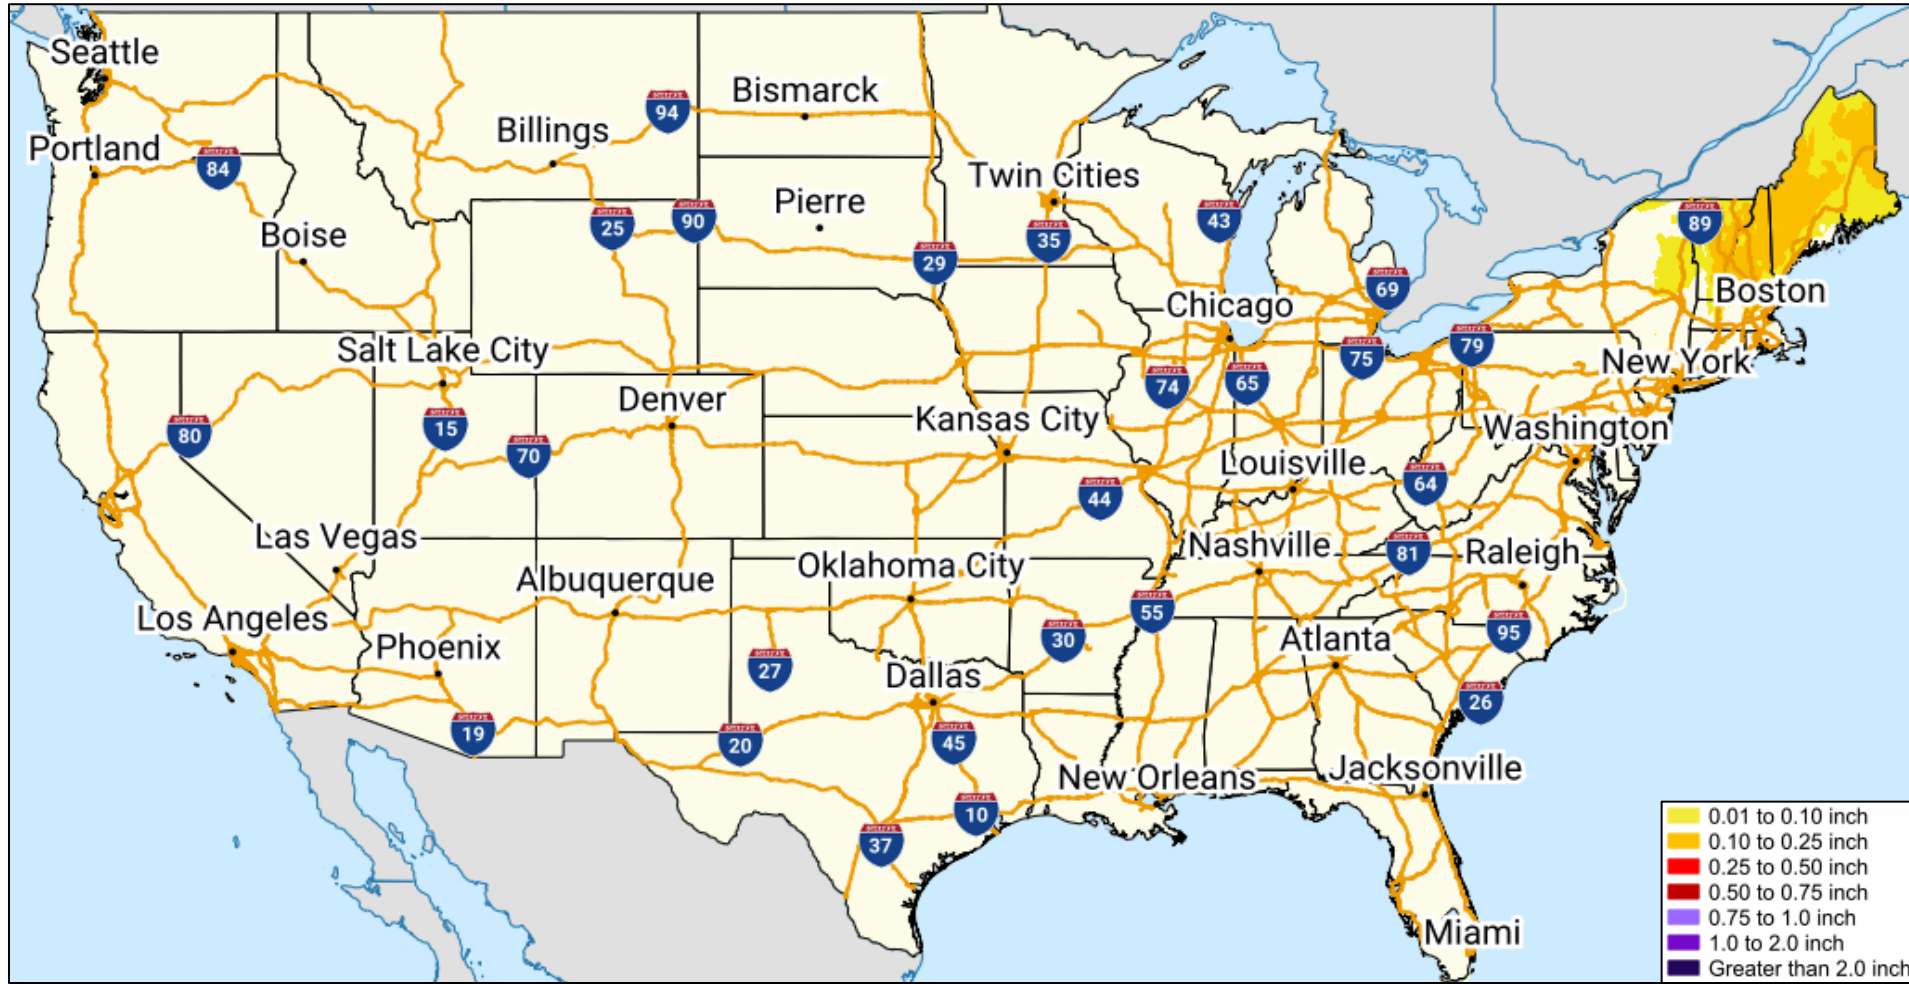 Seattle
Bismarck
94
Billings
Portland
84
Twin Cities
Pierre
25
90
43
89
Boise
35
29
69
Boston
Chicago
Salt Lake City
79
75
New York
Denver
74
65
Kansas City
15
80
Washington
70
Louisville
64
44
Las Vegas
Nashville
81
Raleigh
Oklahoma City
Albuquerque
55
Los Angeles
95
Phoenix
30
Atlanta
27
Dallas
26
19
20
45
New Orleans
Jacksonville
10
37
Miami
0.01 to 0.10 inch
0.10 to 0.25 inch
0.25 to 0.50 inch
0.50 to 0.75 inch
0.75 to 1.0 inch
1.0 to 2.0 inch
Greater than 2.0 inch